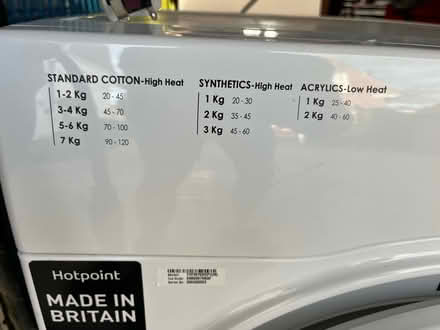 STANDARD COTTON-High Heat
1-2 Kg 20 - 45
3-4 Kg 45 - 70
5-6 Kg 70 - 100
7 Kg 90 - 120
SYNTHETICS-High Heat
1 Kg 20 - 30
2 Kg 35 - 45
3 Kg 45 - 60
ACRYLICS-Low Heat
1 Kg 25 - 40
2 Kg 40 - 60
Hotpoint
MADE IN
BRITAIN